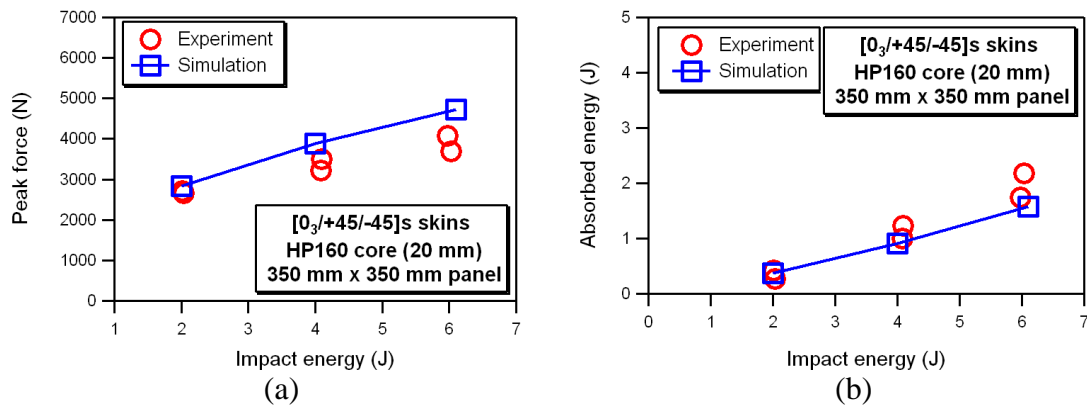 (a)
7000
6000
5000
4000
3000
2000
1000
0
Peak force (N)
Experiment
Simulation
[0₃/+45/-45]s skins
HP160 core (20 mm)
350 mm x 350 mm panel
1
2
3
4
5
6
7
Impact energy (J)
(a)
(b)
5
4
3
2
1
0
Absorbed energy (J)
Experiment
Simulation
[0₃/+45/-45]s skins
HP160 core (20 mm)
350 mm x 350 mm panel
0
1
2
3
4
5
6
7
Impact energy (J)
(b)